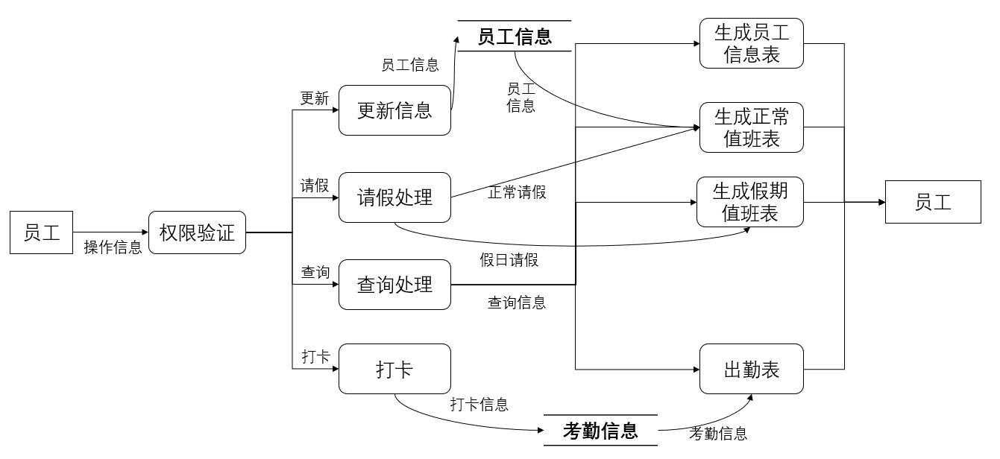 员工信息
生成员工
信息表
员工信息
员工
信息
更新
更新信息
生成正常
值班表
请假
请假处理
正常请假
生成假期
值班表
员工
员工
操作信息
权限验证
假日请假
查询
查询处理
查询信息
打卡
打卡
出勤表
打卡信息
考勤信息
考勤信息